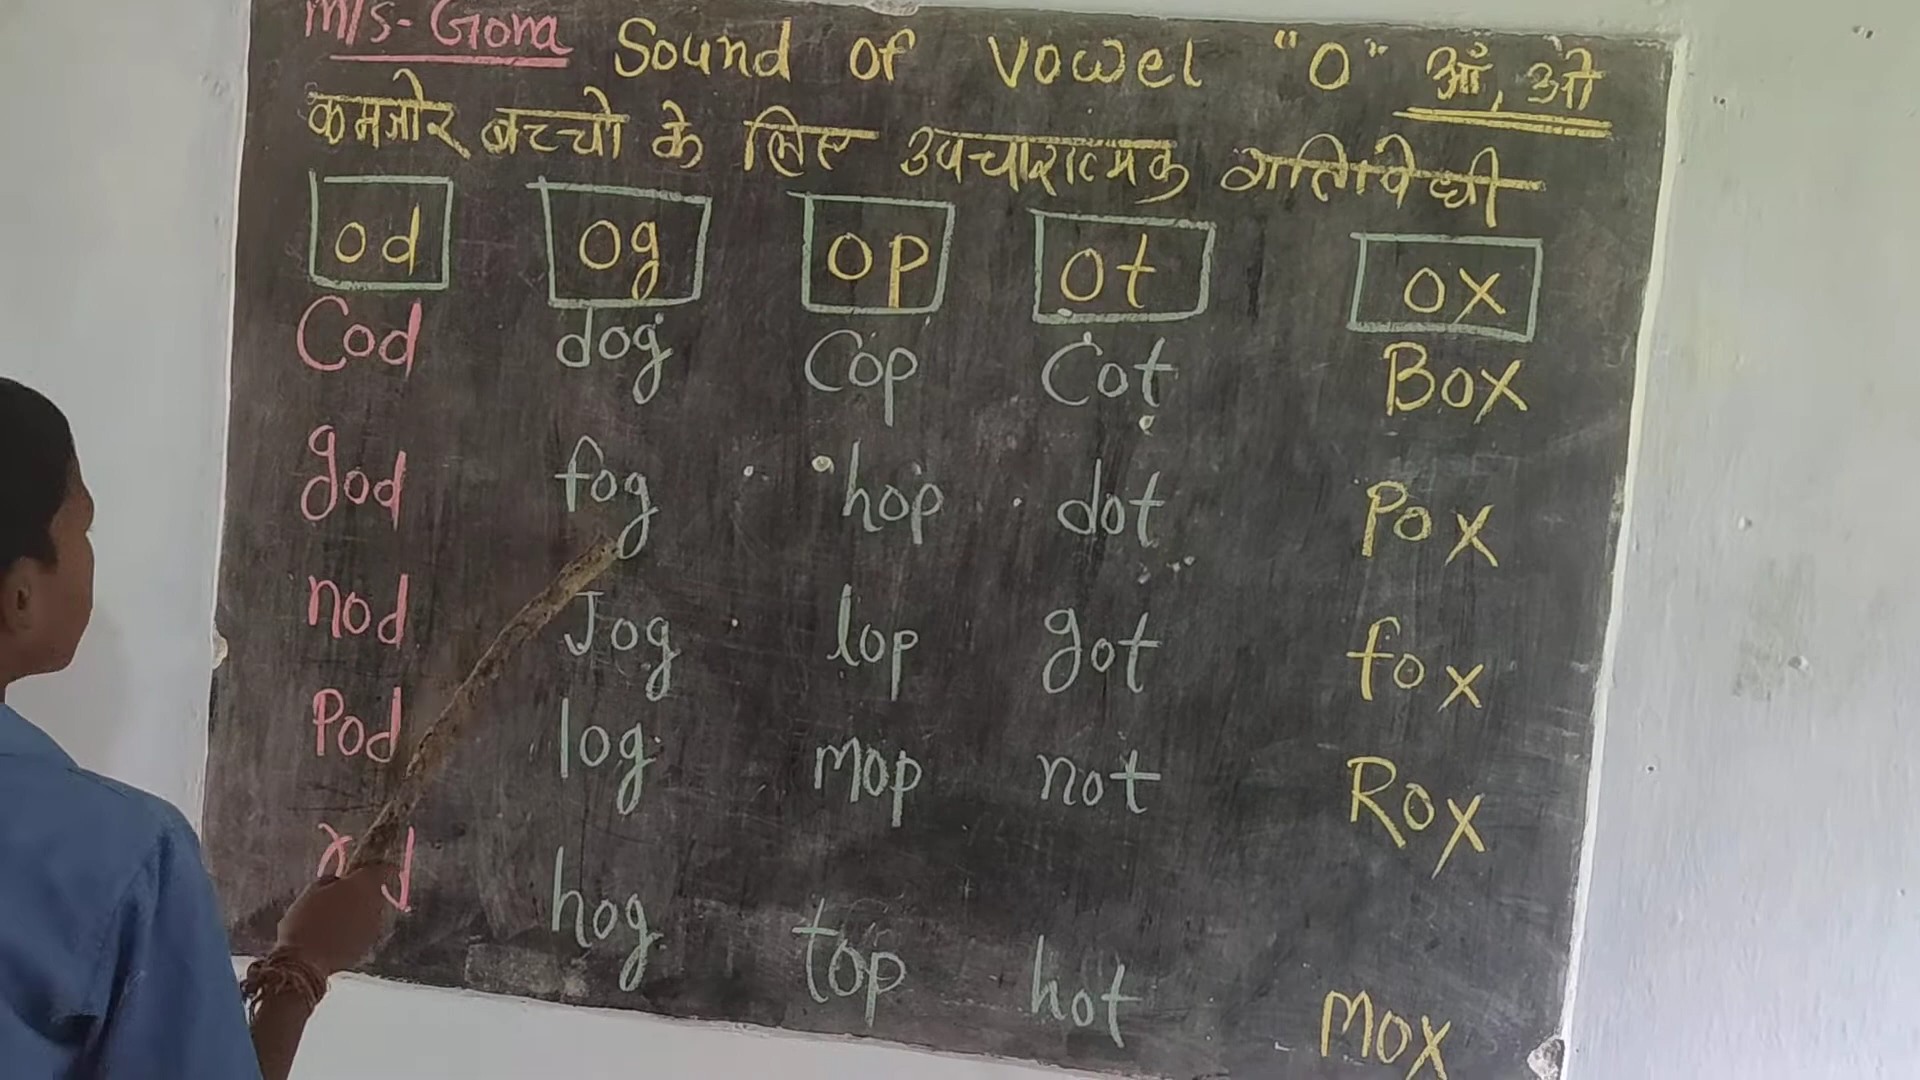 M/s- Gona Sound of vowel "O" ऑ, ओ
कमजोर बच्चो के लिए उपचारात्मक गतिविधी
od og op ot ox
Cod dog Cop Cot Box
god fog hop dot Pox
nod Jog lop got fox
Pod log Mop not Rox
hog top hot Mox